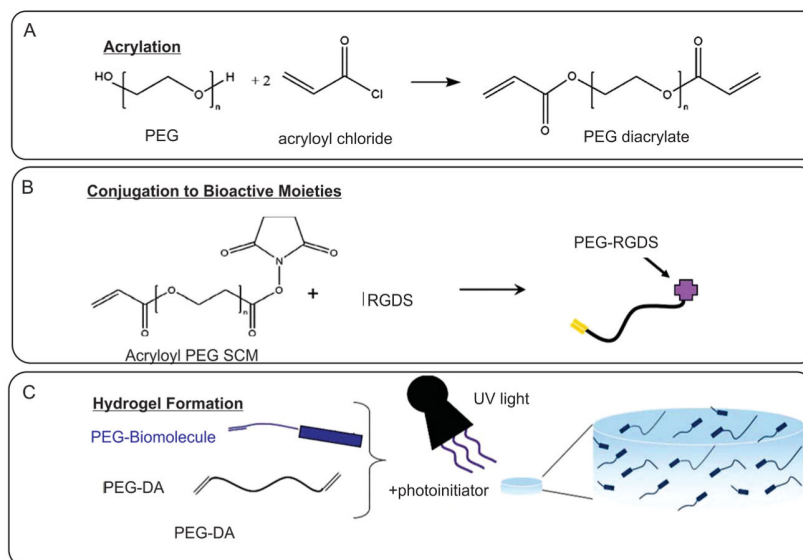 A
Acrylation
HO
O
H
n
+ 2
O
Cl
O
O
n
O
O
PEG
acryloyl chloride
PEG diacrylate
B
Conjugation to Bioactive Moieties
O
N
O
O
O
n
O
O
+
RGDS
PEG-RGDS
Acryloyl PEG SCM
C
Hydrogel Formation
PEG-Biomolecule
PEG-DA
PEG-DA
UV light
+photoinitiator